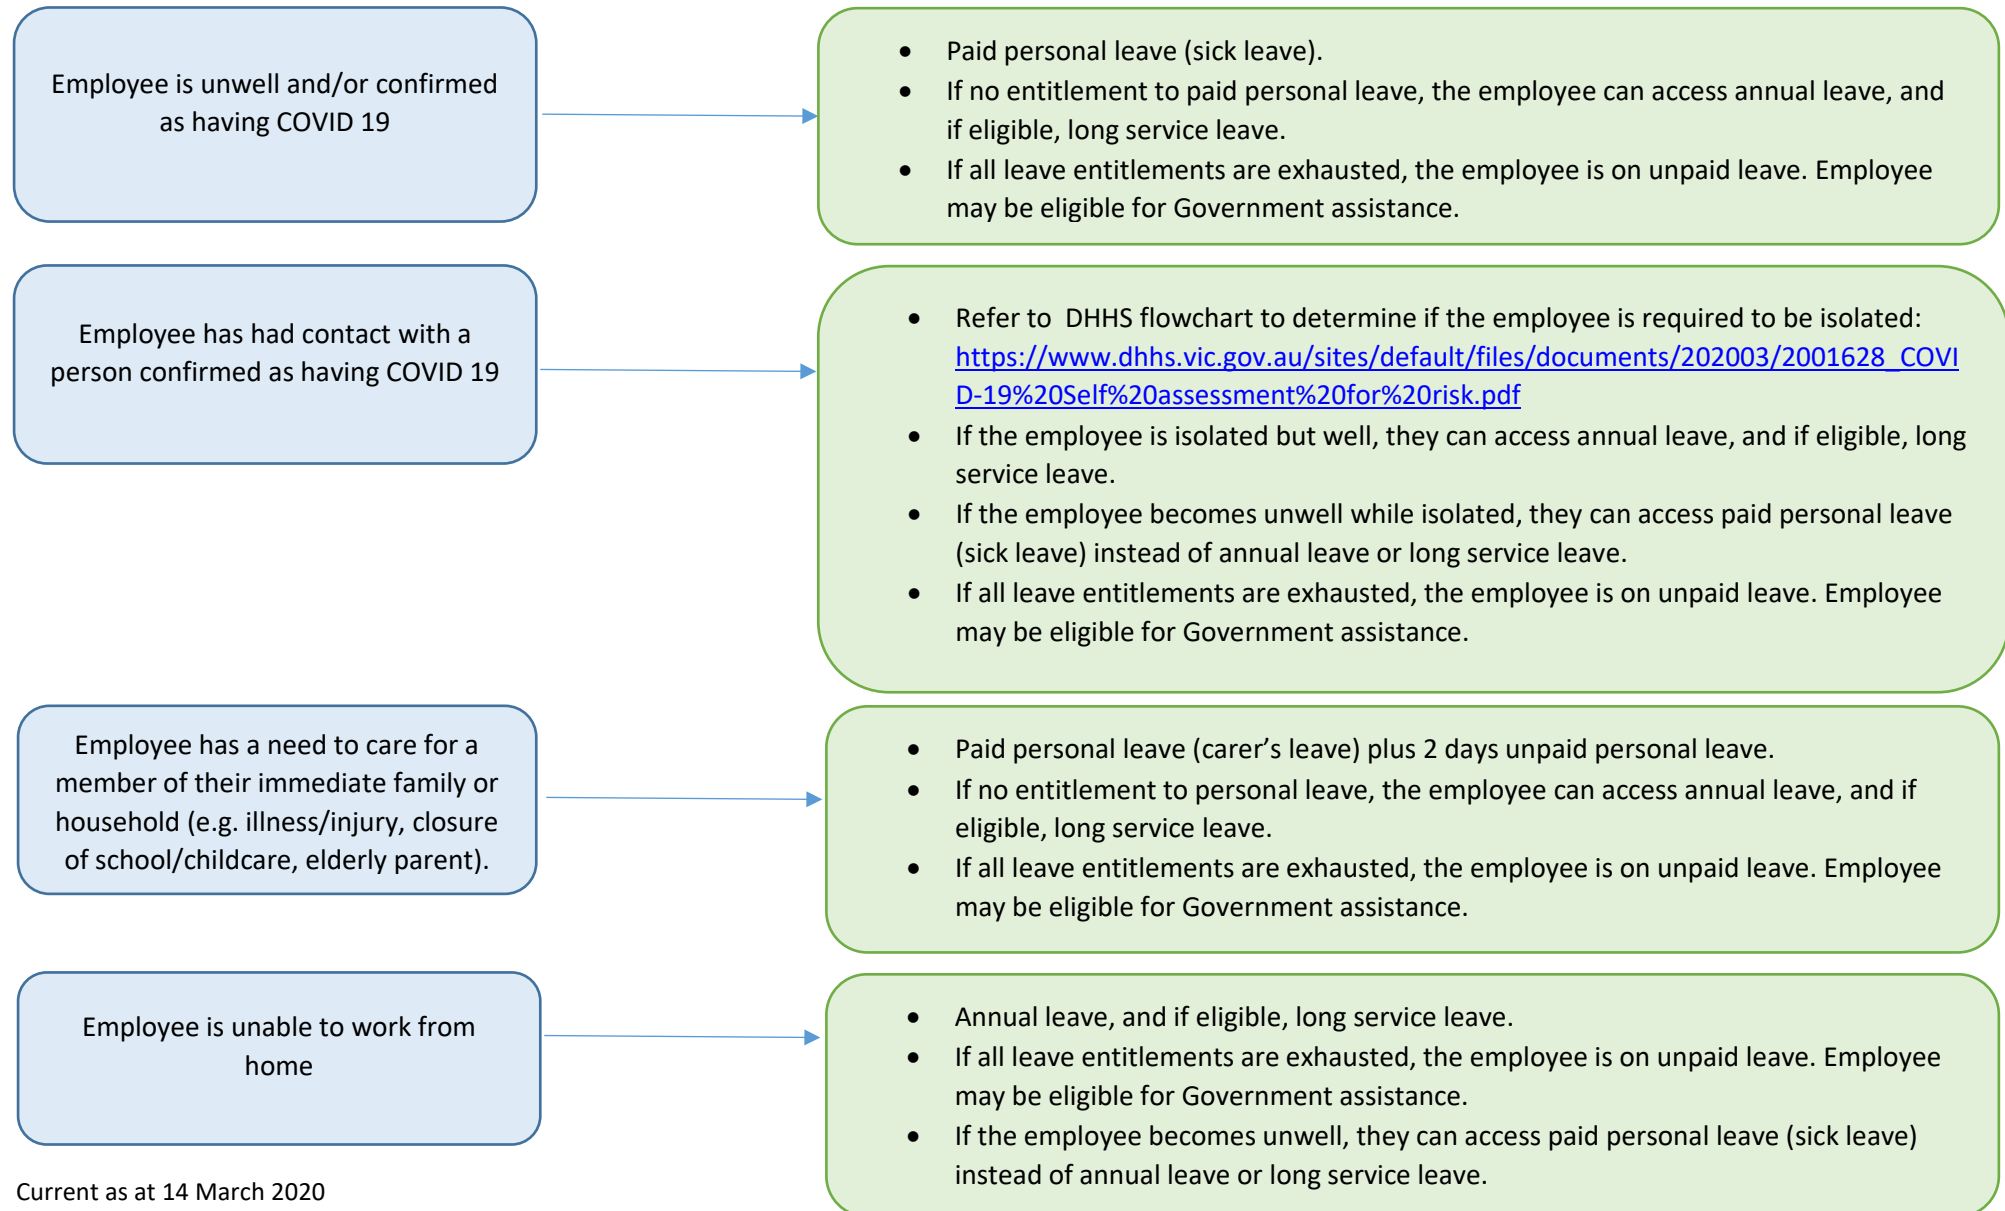 Employee is unwell and/or confirmed
as having COVID 19
• Paid personal leave (sick leave).
• If no entitlement to paid personal leave, the employee can access annual leave, and
if eligible, long service leave.
• If all leave entitlements are exhausted, the employee is on unpaid leave. Employee
may be eligible for Government assistance.
Employee has had contact with a
person confirmed as having COVID 19
• Refer to  DHHS flowchart to determine if the employee is required to be isolated:
https://www.dhhs.vic.gov.au/sites/default/files/documents/202003/2001628_COVI
D-19%20Self%20assessment%20for%20risk.pdf
• If the employee is isolated but well, they can access annual leave, and if eligible, long
service leave.
• If the employee becomes unwell while isolated, they can access paid personal leave
(sick leave) instead of annual leave or long service leave.
• If all leave entitlements are exhausted, the employee is on unpaid leave. Employee
may be eligible for Government assistance.
Employee has a need to care for a
member of their immediate family or
household (e.g. illness/injury, closure
of school/childcare, elderly parent).
• Paid personal leave (carer’s leave) plus 2 days unpaid personal leave.
• If no entitlement to personal leave, the employee can access annual leave, and if
eligible, long service leave.
• If all leave entitlements are exhausted, the employee is on unpaid leave. Employee
may be eligible for Government assistance.
Employee is unable to work from
home
• Annual leave, and if eligible, long service leave.
• If all leave entitlements are exhausted, the employee is on unpaid leave. Employee
may be eligible for Government assistance.
• If the employee becomes unwell, they can access paid personal leave (sick leave)
instead of annual leave or long service leave.
Current as at 14 March 2020